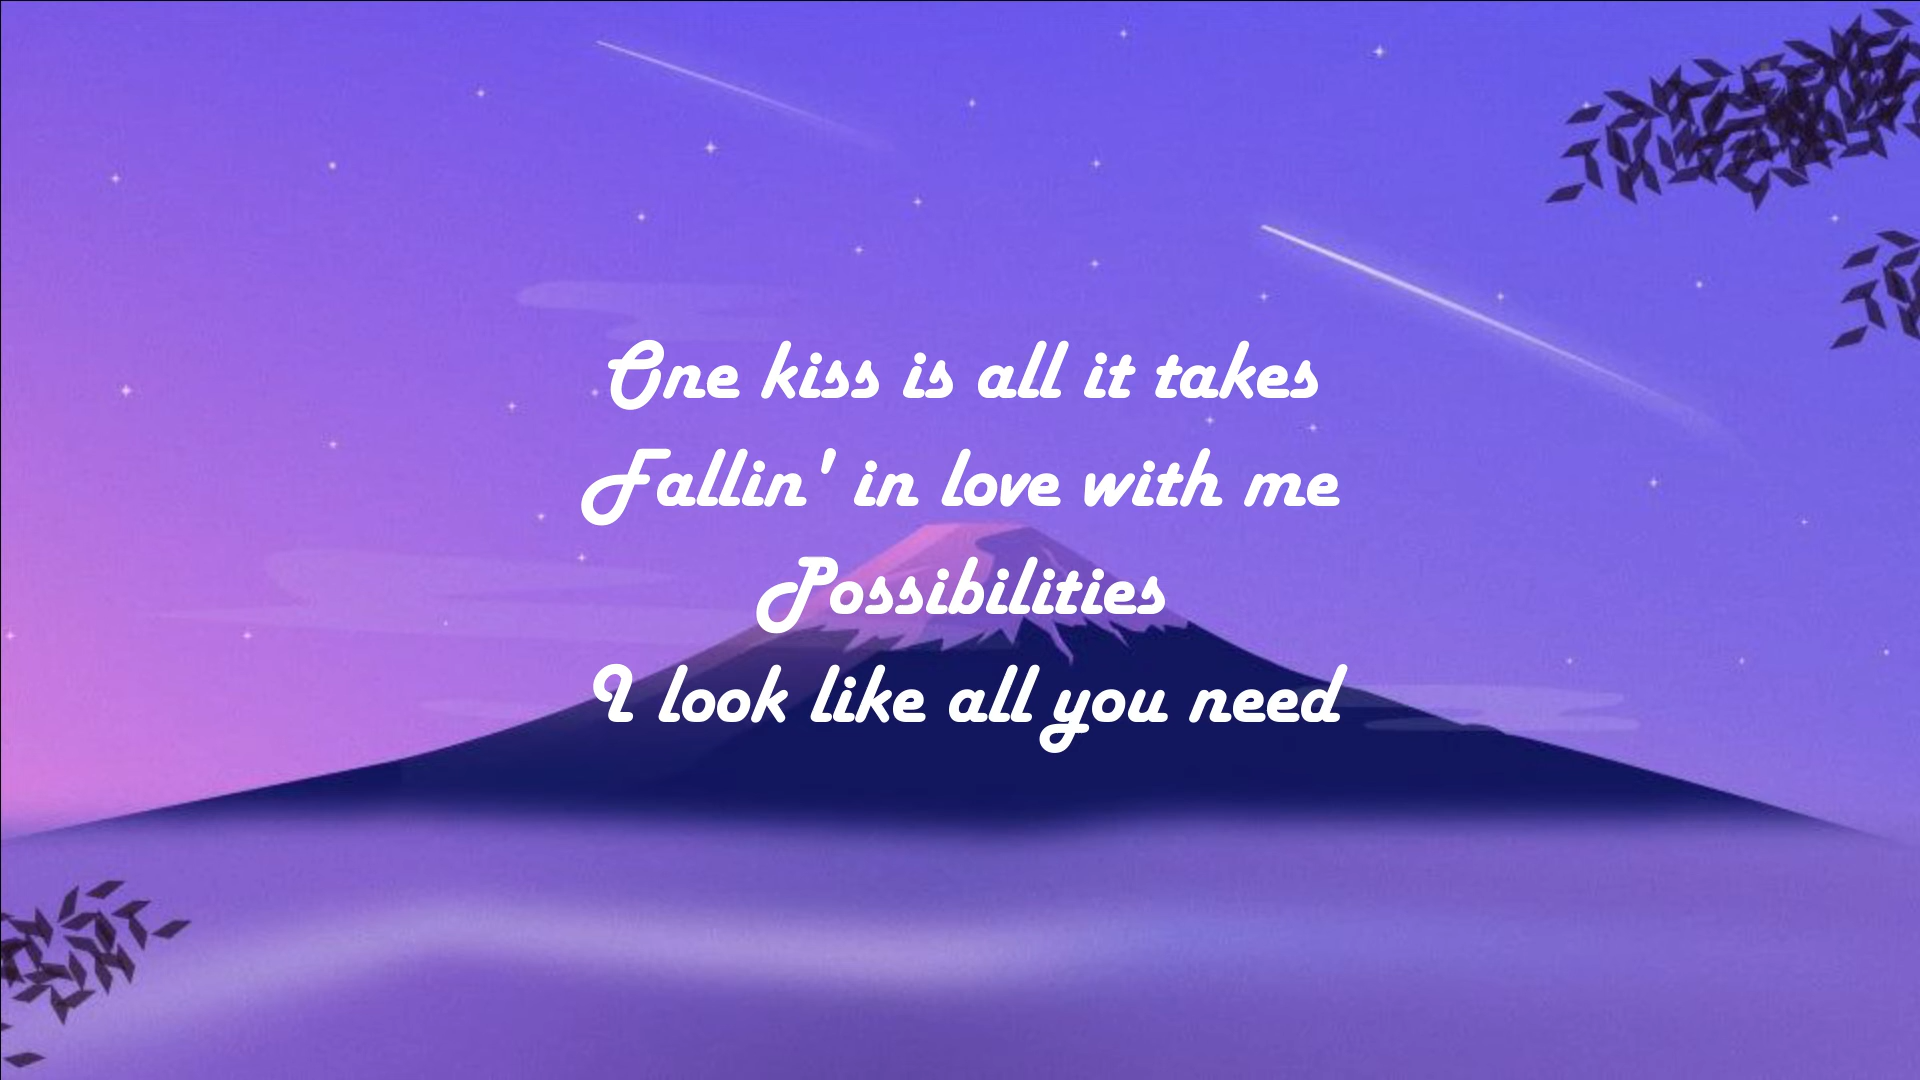 One kiss is all it takes
Fallin' in love with me
Possibilities
I look like all you need